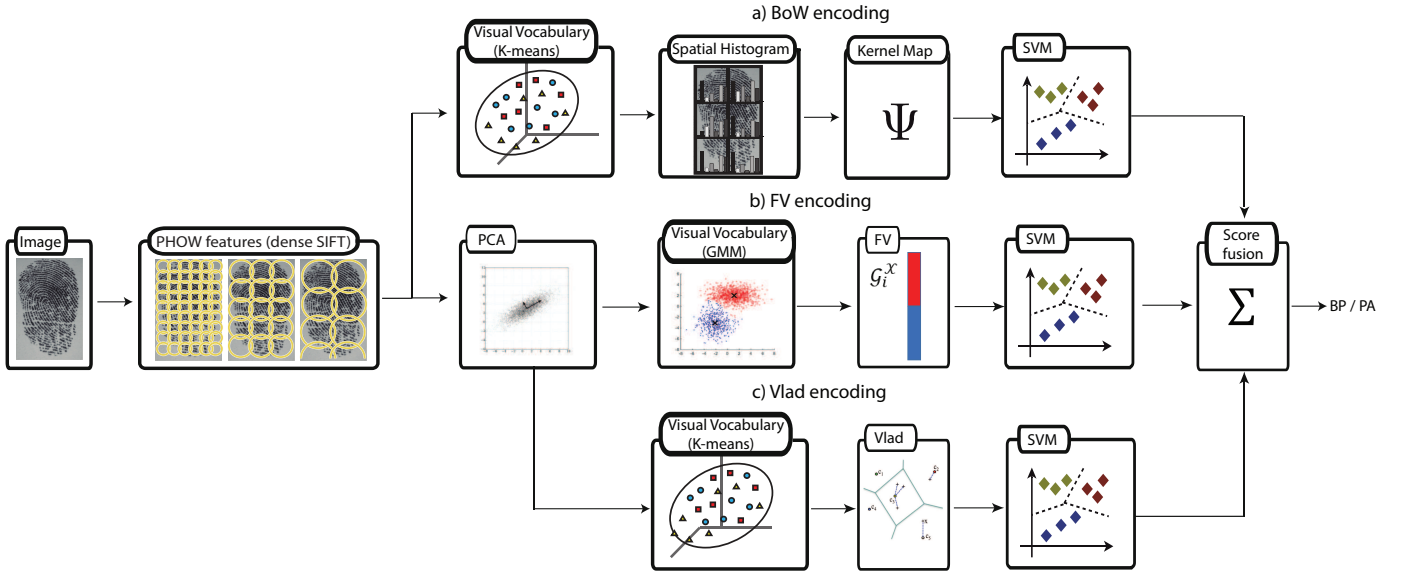 a) BoW encoding
Visual Vocabulary
(K-means)
Spatial Histogram
Kernel Map
SVM
Ψ
b) FV encoding
Image
PHOW features (dense SIFT)
PCA
Visual Vocabulary
(GMM)
FV
SVM
Score
fusion
𝒢ᵢ^𝒳
Σ
BP / PA
c) Vlad encoding
Visual Vocabulary
(K-means)
Vlad
SVM